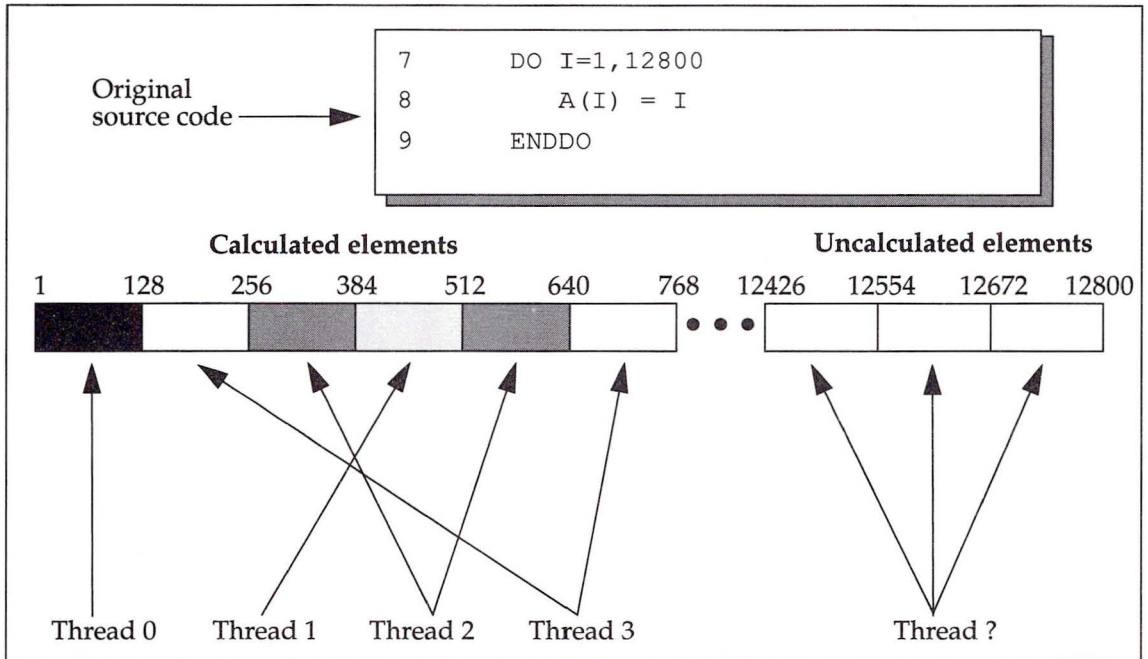 Original
source code
7 DO I=1,12800
8 A(I) = I
9 ENDDO
Calculated elements
Uncalculated elements
1 128 256 384 512 640 768 12426 12554 12672 12800
Thread 0 Thread 1 Thread 2 Thread 3 Thread ?